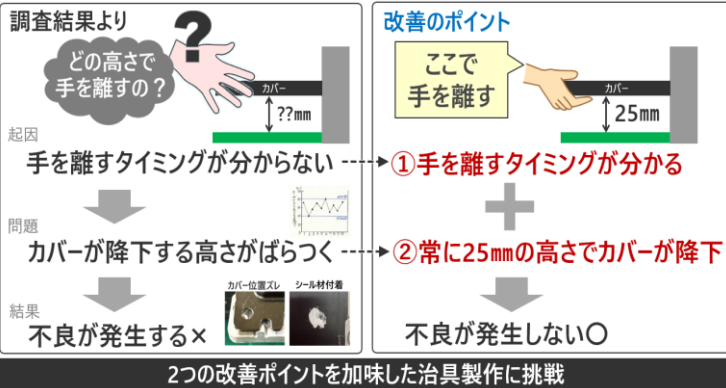 調査結果より
どの高さで
手を離すの？
?
カバー
??mm
起因
手を離すタイミングが分からない
問題
カバーが降下する高さがばらつく
結果
カバー位置ズレ
シール材付着
不良が発生する×
改善のポイント
ここで
手を離す
カバー
25mm
①手を離すタイミングが分かる
②常に25㎜の高さでカバーが降下
不良が発生しない〇
2つの改善ポイントを加味した治具製作に挑戦